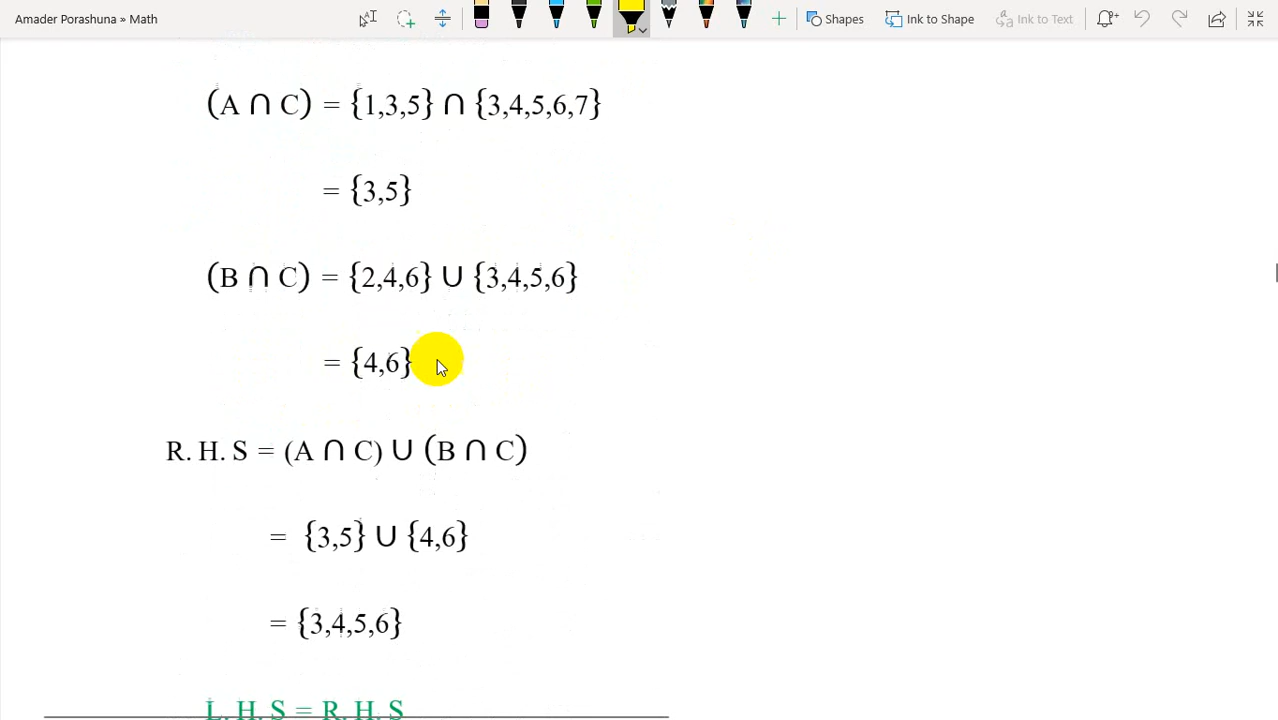 Amader Porashuna » Math
Shapes
Ink to Shape
Ink to Text
(A ∩ C) = {1,3,5} ∩ {3,4,5,6,7}
= {3,5}
(B ∩ C) = {2,4,6} ∪ {3,4,5,6}
= {4,6}
R. H. S = (A ∩ C) ∪ (B ∩ C)
= {3,5} ∪ {4,6}
= {3,4,5,6}
L. H. S = R. H. S